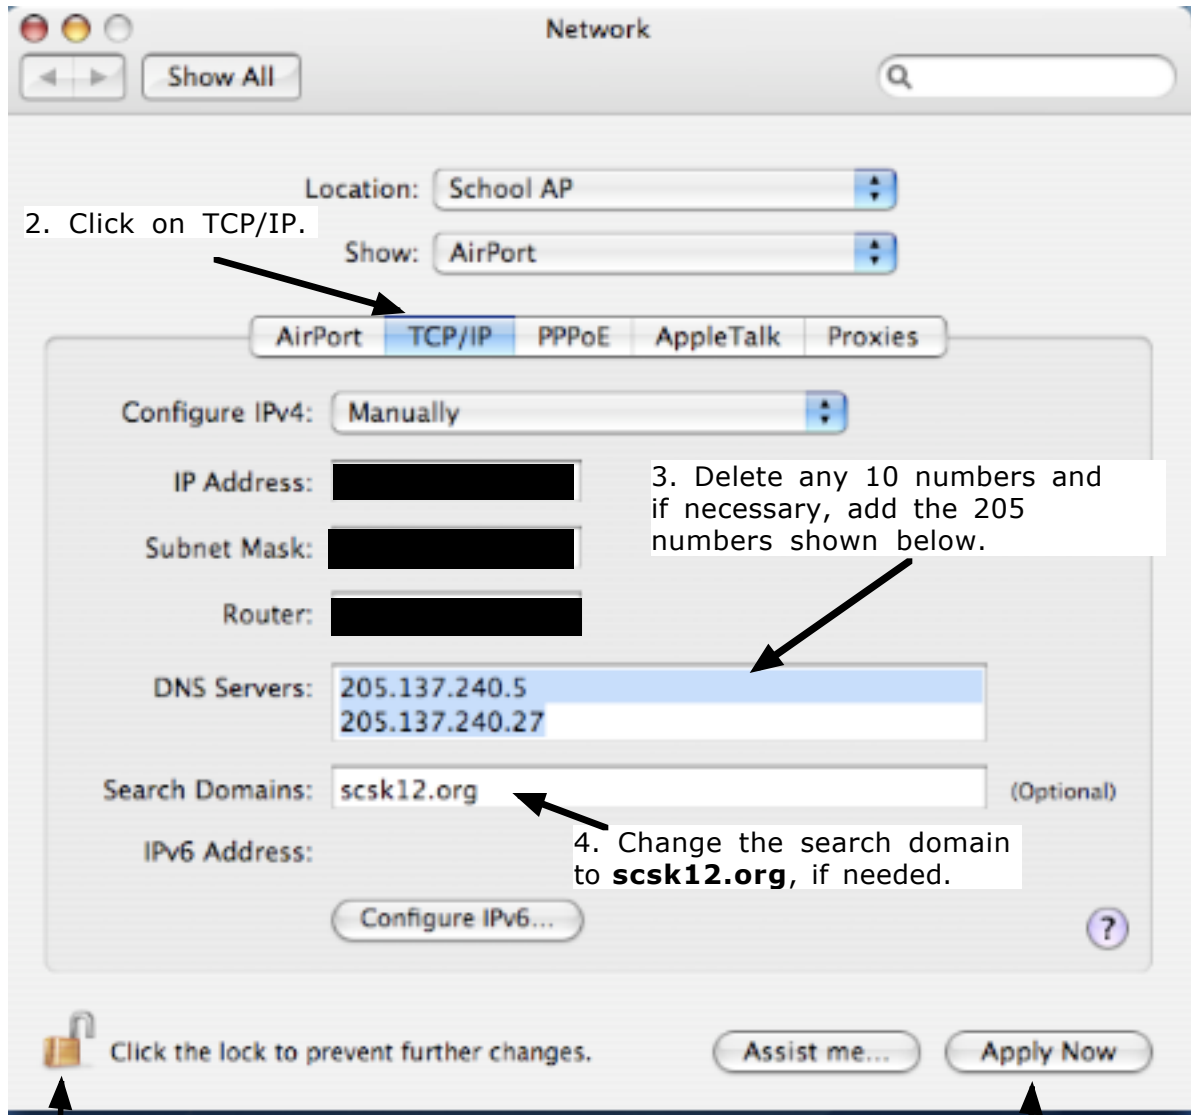 Network
Show All
Location: School AP
2. Click on TCP/IP.
Show: AirPort
AirPort TCP/IP PPPoE AppleTalk Proxies
Configure IPv4: Manually
IP Address:
3. Delete any 10 numbers and
if necessary, add the 205
numbers shown below.
Subnet Mask:
Router:
DNS Servers: 205.137.240.5
205.137.240.27
Search Domains: scsk12.org (Optional)
4. Change the search domain
to scsk12.org, if needed.
IPv6 Address:
Configure IPv6...
?
Click the lock to prevent further changes. Assist me... Apply Now